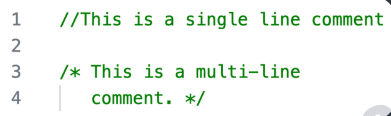 1 //This is a single line comment
2
3 /* This is a multi-line
4 comment. */